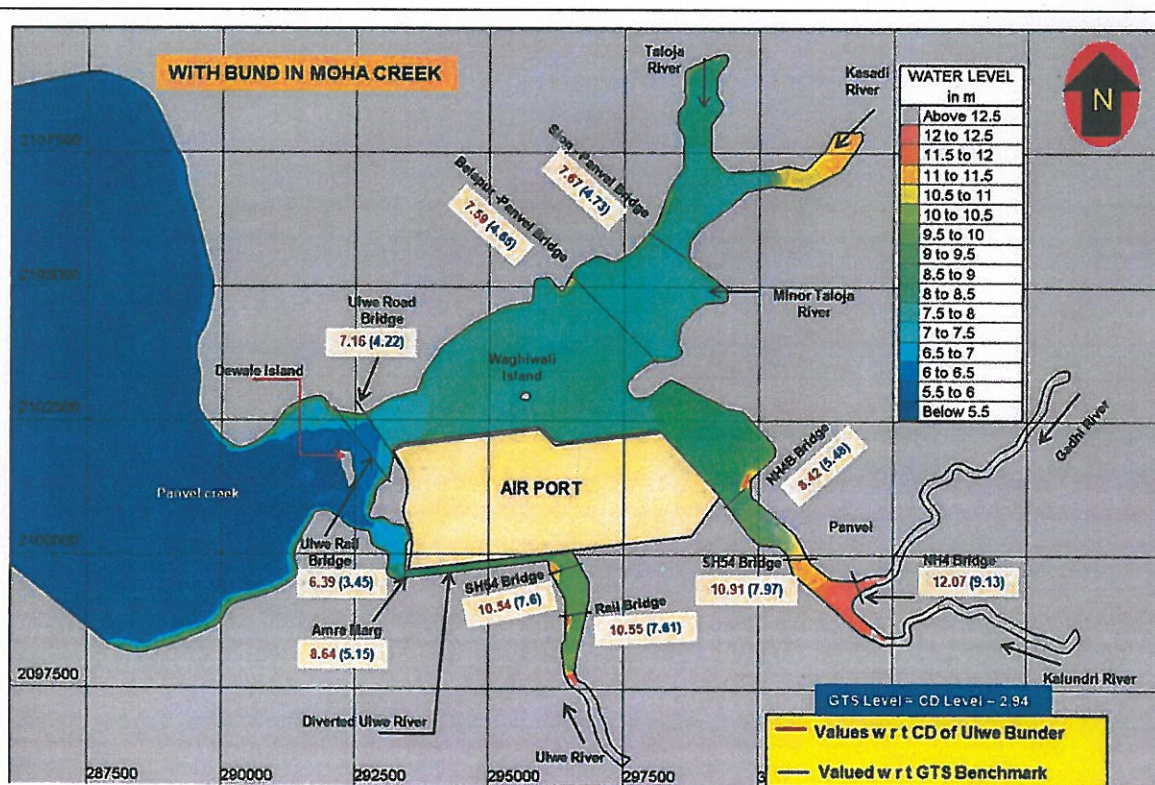 WITH BUND IN MOHA CREEK
Taloja
River
Kasadi
River
N
WATER LEVEL
in m
Above 12.5
12 to 12.5
11.5 to 12
11 to 11.5
10.5 to 11
10 to 10.5
9.5 to 10
9 to 9.5
8.5 to 9
8 to 8.5
7.5 to 8
7 to 7.5
6.5 to 7
6 to 6.5
5.5 to 6
Below 5.5
2097500
Sion -Panvel Bridge
7.67 (4.73)
Belapur -Panvel Bridge
7.59 (4.65)
Minor Taloja
River
Ulwe Road
Bridge
7.16 (4.22)
Dewale Island
Waghiwali
Island
2102500
NH4B Bridge
8.42 (5.48)
Gadhi River
Panvel creek
AIR PORT
Panvel
2400000
Ulwe Rail
Bridge
6.39 (3.45)
SH54 Bridge
10.54 (7.6)
SH54 Bridge
10.91 (7.97)
NH4 Bridge
12.07 (9.13)
Rail Bridge
10.55 (7.61)
Amra Marg
8.64 (5.15)
Kalundri River
2097500
GTS Level = CD Level - 2.94
Diverted Ulwe River
Ulwe River
Values w r t CD of Ulwe Bunder
Valued w r t GTS Benchmark
287500
290000
292500
295000
297500